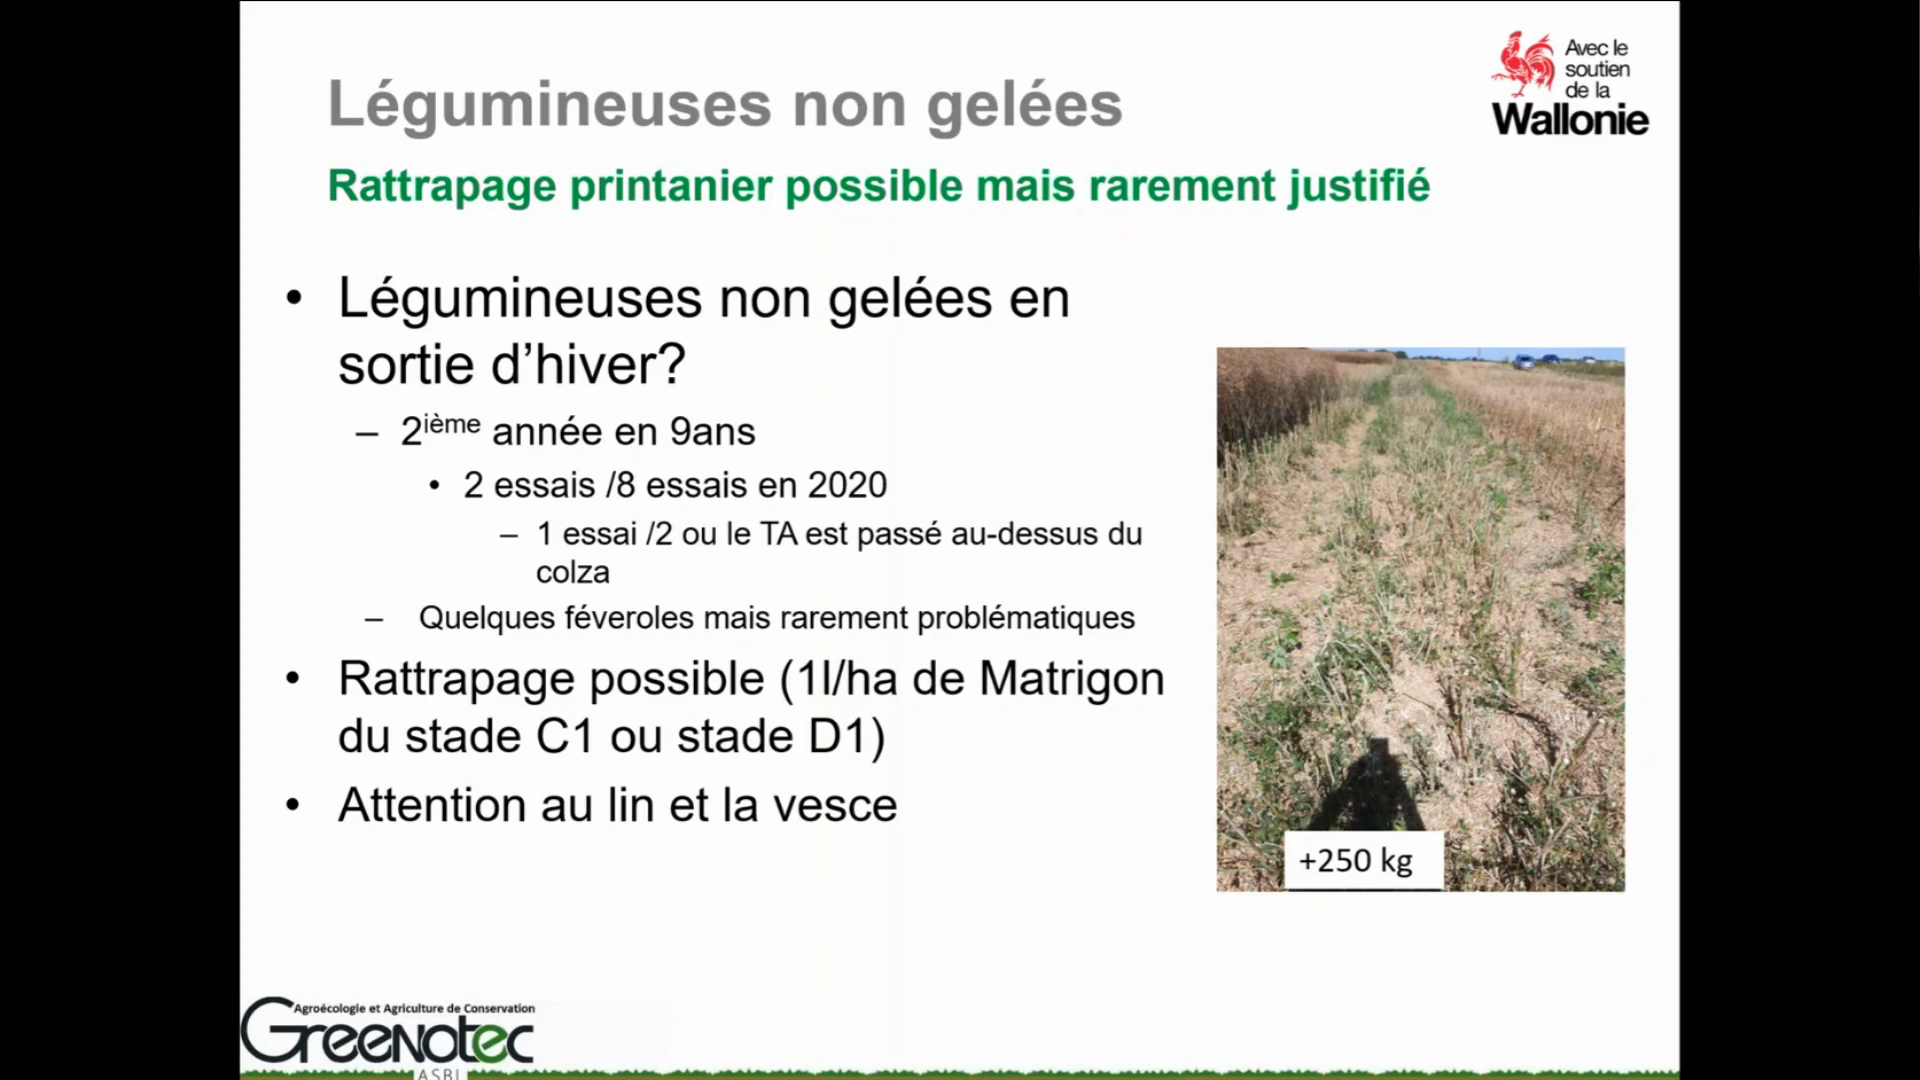 Légumineuses non gelées
Avec le
soutien
de la
Wallonie
Rattrapage printanier possible mais rarement justifié
• Légumineuses non gelées en
sortie d’hiver?
– 2ième année en 9ans
• 2 essais /8 essais en 2020
– 1 essai /2 ou le TA est passé au-dessus du
colza
– Quelques féveroles mais rarement problématiques
• Rattrapage possible (1l/ha de Matrigon
du stade C1 ou stade D1)
• Attention au lin et la vesce
+250 kg
Agroécologie et Agriculture de Conservation
Greenotec
ASBL